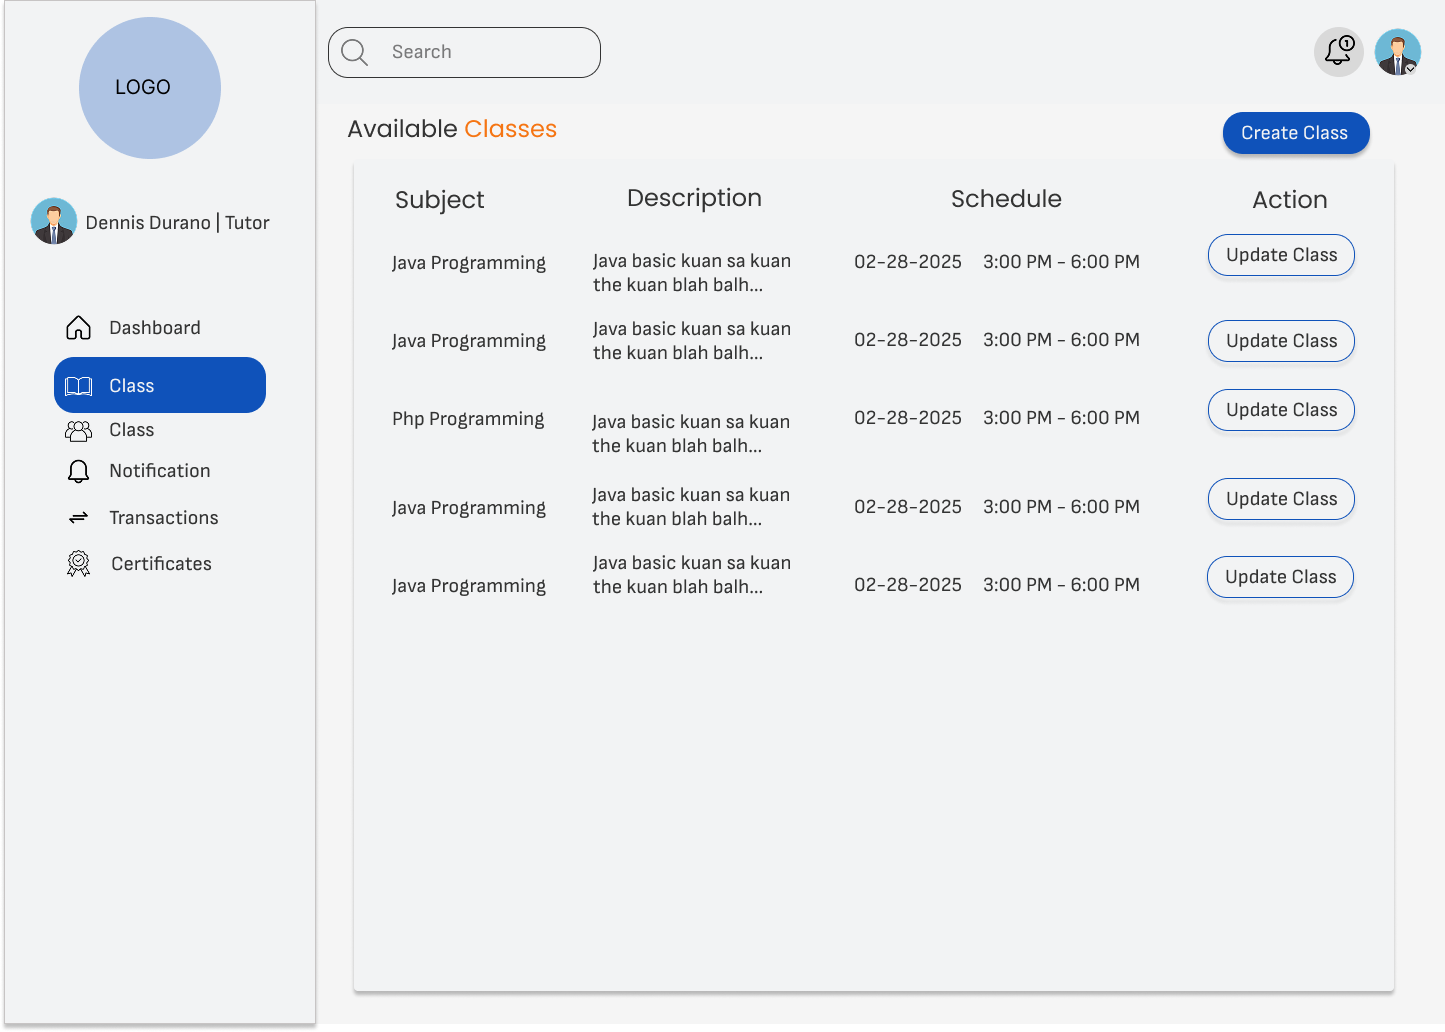 LOGO
Dennis Durano | Tutor
Dashboard
Class
Class
Notification
Transactions
Certificates
Search
1
Available Classes
Create Class
Subject Description Schedule Action
Java Programming
Java basic kuan sa kuan
the kuan blah balh...
02-28-2025 3:00 PM - 6:00 PM
Update Class
Java Programming
Java basic kuan sa kuan
the kuan blah balh...
02-28-2025 3:00 PM - 6:00 PM
Update Class
Php Programming
Java basic kuan sa kuan
the kuan blah balh...
02-28-2025 3:00 PM - 6:00 PM
Update Class
Java Programming
Java basic kuan sa kuan
the kuan blah balh...
02-28-2025 3:00 PM - 6:00 PM
Update Class
Java Programming
Java basic kuan sa kuan
the kuan blah balh...
02-28-2025 3:00 PM - 6:00 PM
Update Class